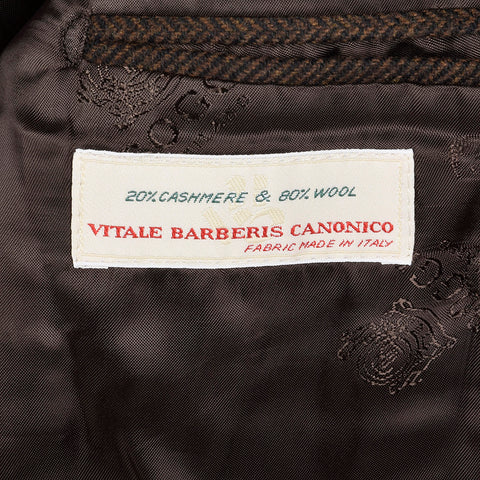 20% CASHMERE & 80% WOOL
VITALE BARBERIS CANONICO
FABRIC MADE IN ITALY